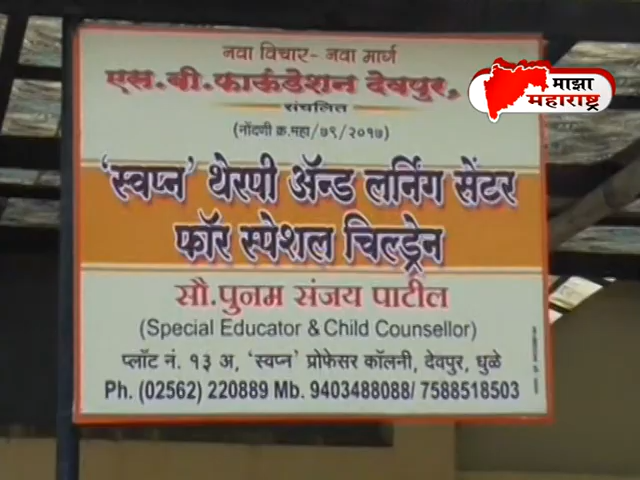 नवा विचार- नवा मार्ग
एस.बी.फाऊंडेशन देवपुर,
संचलित
(नोंदणी क्र.महा/७९/२०१७)
'स्वप्न' थेरपी ॲन्ड लर्निंग सेंटर
फॉर स्पेशल चिल्ड्रेन
सौ.पुनम संजय पाटील
(Special Educator & Child Counsellor)
प्लॉट नं. १३ अ, 'स्वप्न' प्रोफेसर कॉलनी, देवपुर, धुळे
Ph. (02562) 220889 Mb. 9403488088/ 7588518503
माझा
महाराष्ट्र